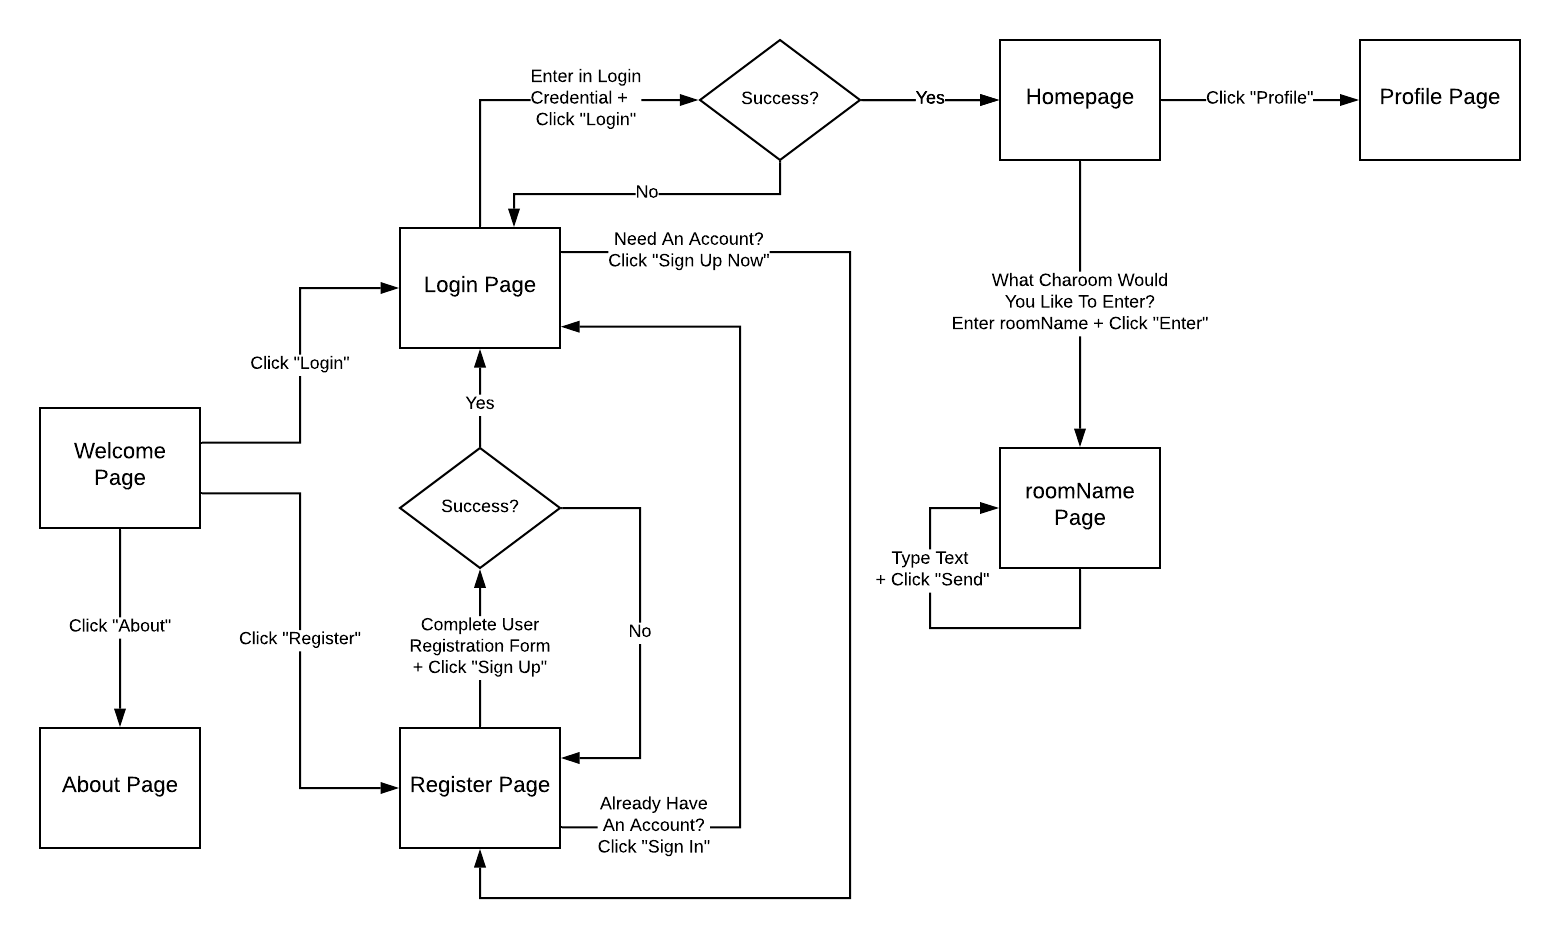 Enter in Login
Credential +
Click "Login"
Success?
Yes
Homepage
Click "Profile"
Profile Page
No
Need An Account?
Click "Sign Up Now"
Login Page
What Charoom Would
You Like To Enter?
Enter roomName + Click "Enter"
Click "Login"
Yes
Welcome
Page
Success?
roomName
Page
Type Text
+ Click "Send"
Click "About"
Click "Register"
Complete User
Registration Form
+ Click "Sign Up"
No
About Page
Register Page
Already Have
An Account?
Click "Sign In"